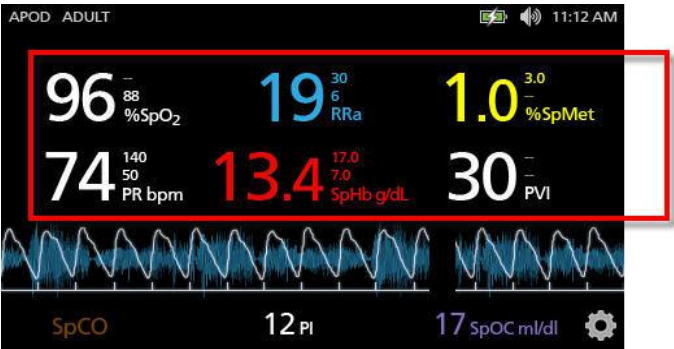 APOD ADULT 11:12 AM
96 – 88 %SpO₂
19 30 6 RRa
1.0 3.0 – %SpMet
74 140 50 PR bpm
13.4 17.0 7.0 SpHb g/dL
30 – – PVI
SpCO 12 PI 17 SpOC ml/dl